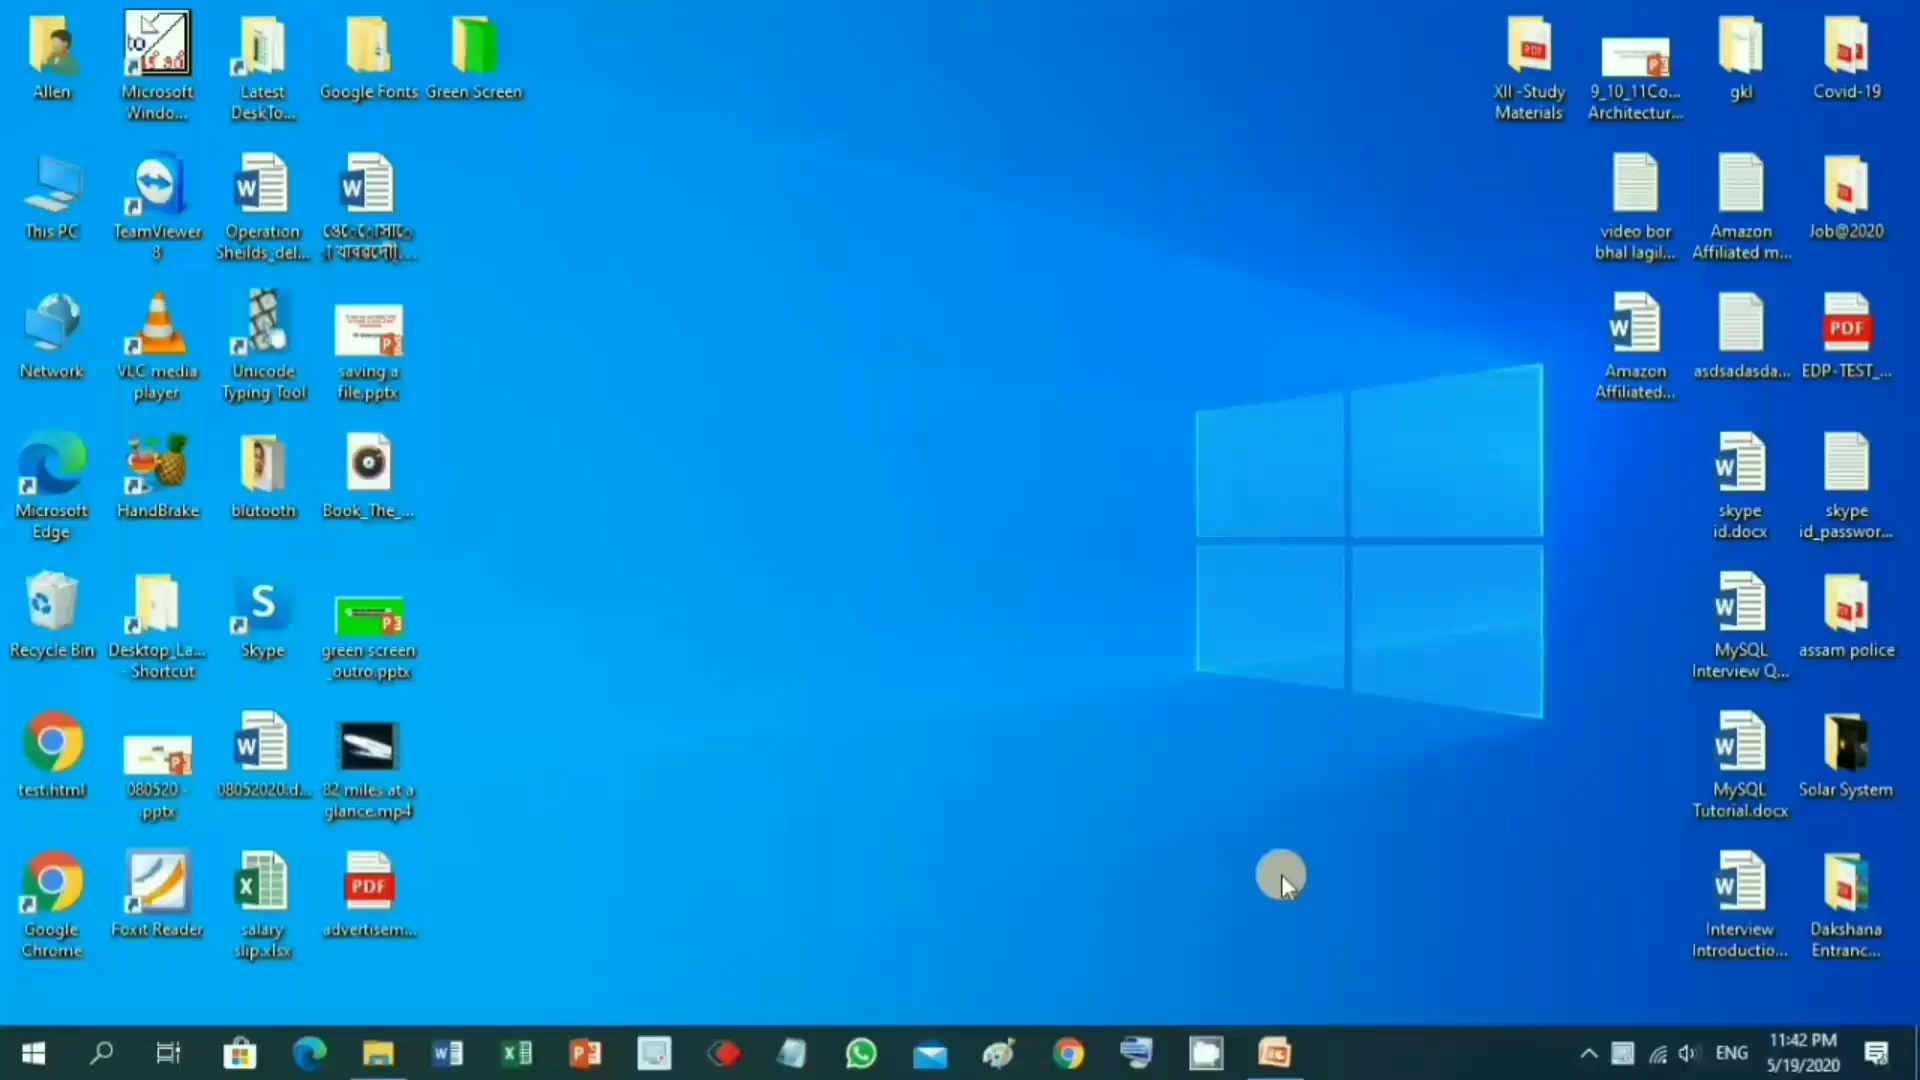 Allen
Microsoft
Windo...
Latest
DeskTo...
Google Fonts
Green Screen
XII -Study
Materials
9_10_11Co...
Architectur...
gkl
Covid-19
This PC
TeamViewer
8
Operation
Sheilds_del...
video bor
bhal lagil...
Amazon
Affiliated m...
Job@2020
Network
VLC media
player
Unicode
Typing Tool
saving a
file.pptx
Amazon
Affiliated...
asdsadasda...
PDF
EDP-TEST_...
Microsoft
Edge
HandBrake
blutooth
Book_The_...
skype
id.docx
skype
id_passwor...
Recycle Bin
Desktop_La...
- Shortcut
Skype
green screen
_outro.pptx
MySQL
Interview Q...
assam police
test.html
080520 -
.pptx
08052020.d...
82 miles at a
glance.mp4
MySQL
Tutorial.docx
Solar System
Google
Chrome
Foxit Reader
salary
slip.xlsx
PDF
advertisem...
Interview
Introductio...
Dakshana
Entranc...
ENG
11:42 PM
5/19/2020